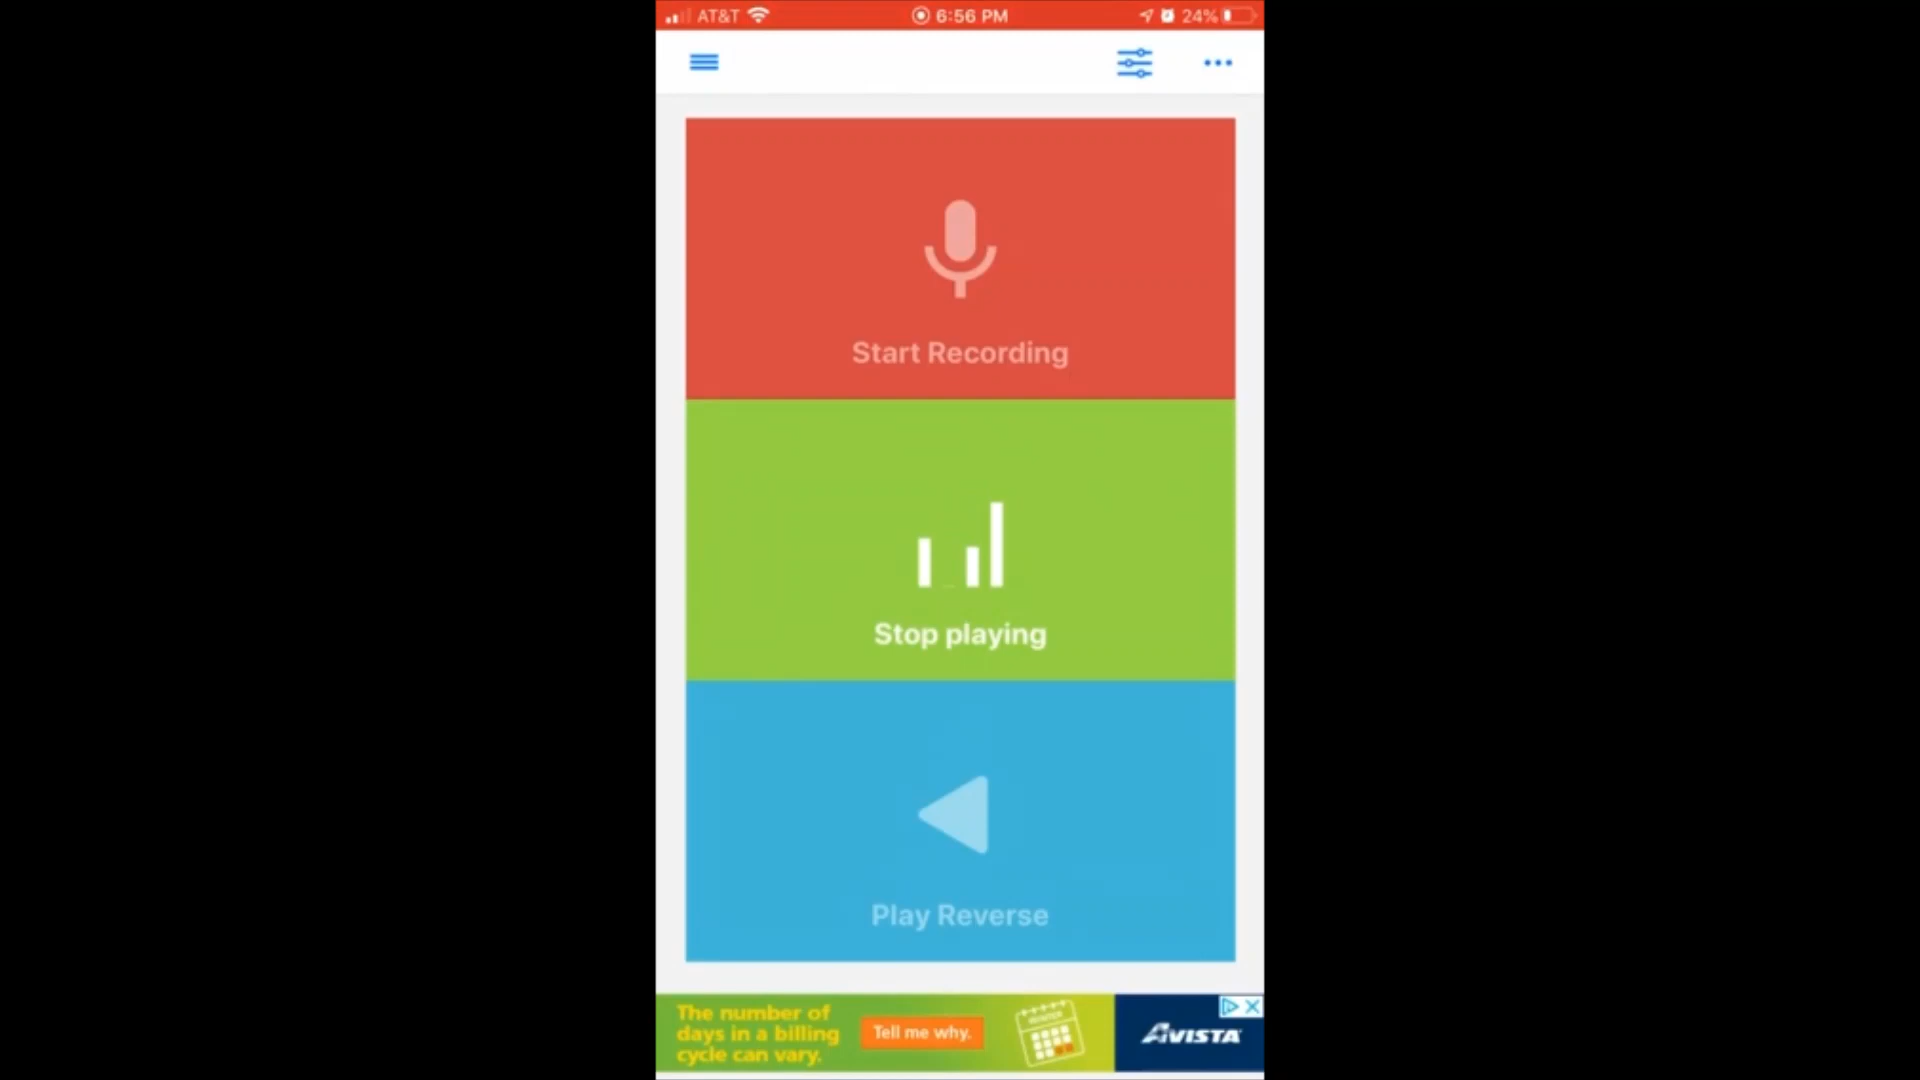 AT&T 6:56 PM 24%
Start Recording
Stop playing
Play Reverse
The number of
days in a billing
cycle can vary.
Tell me why.
WINTER
AVISTA